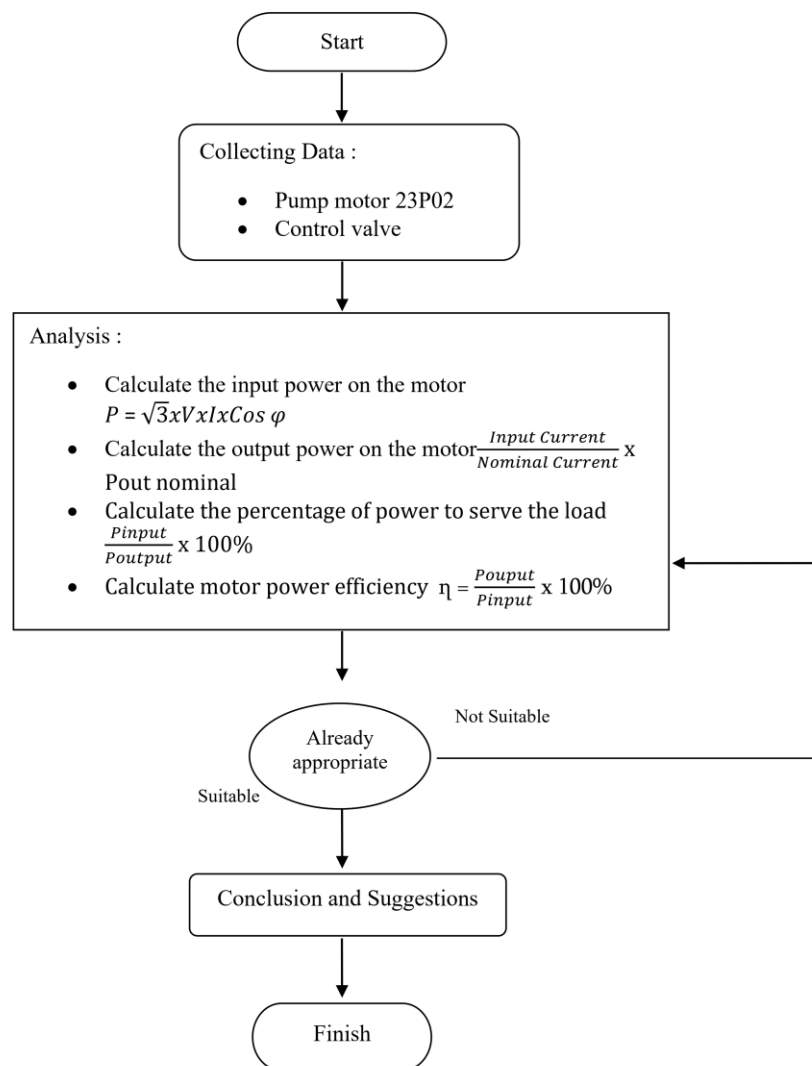 Start
Collecting Data :
• Pump motor 23P02
• Control valve
Analysis :
• Calculate the input power on the motor
P = √3xVxIxCos φ
• Calculate the output power on the motor Input Current / Nominal Current x
Pout nominal
• Calculate the percentage of power to serve the load
Pinput / Poutput x 100%
• Calculate motor power efficiency η = Pouput / Pinput x 100%
Not Suitable
Already
appropriate
Suitable
Conclusion and Suggestions
Finish